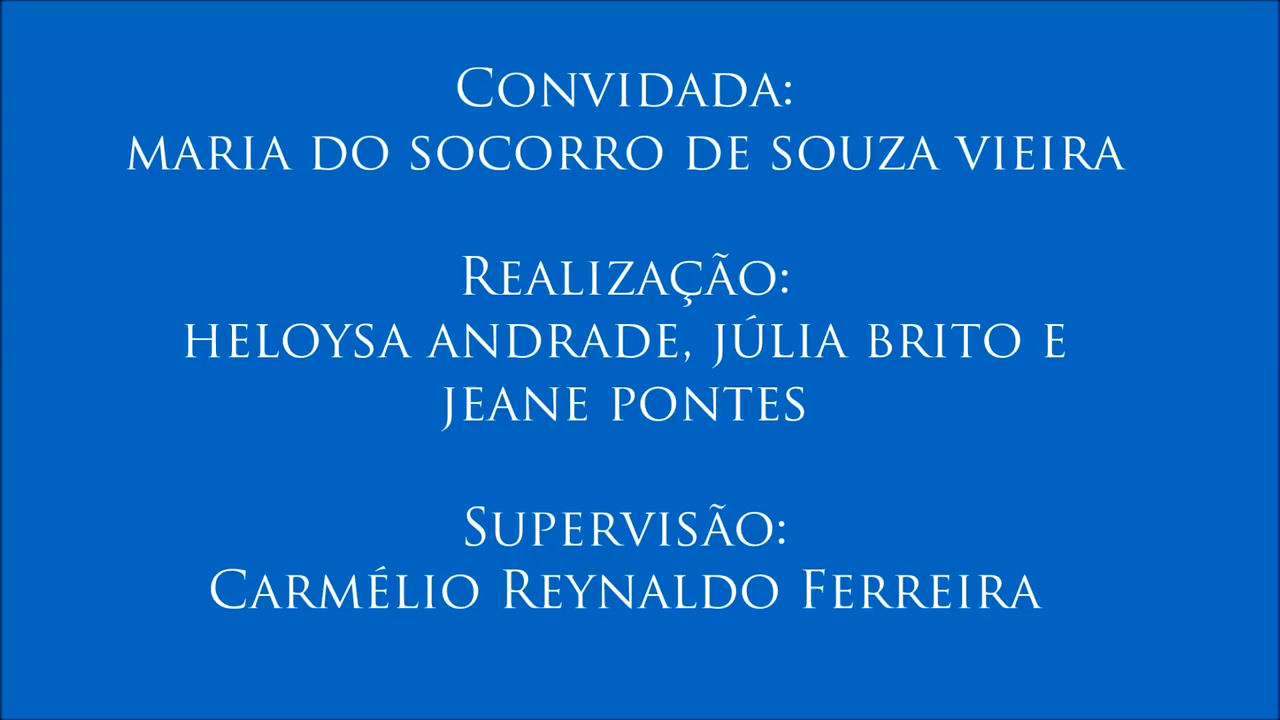 Convidada:
maria do socorro de souza vieira
Realização:
heloysa andrade, júlia brito e
jeane pontes
Supervisão:
Carmélio Reynaldo Ferreira